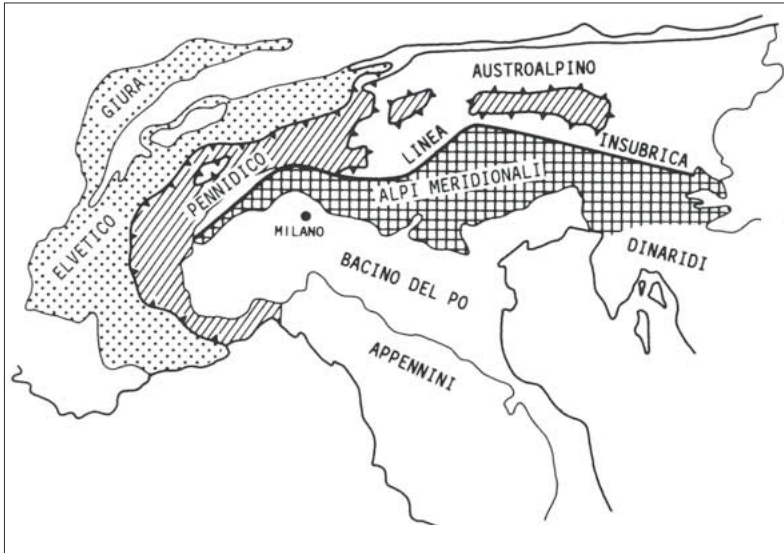 AUSTROALPINO
GIURA
LINEA
INSUBRICA
PENNIDICO
ALPI MERIDIONALI
ELVETICO
MILANO
DINARIDI
BACINO DEL PO
APPENNINI